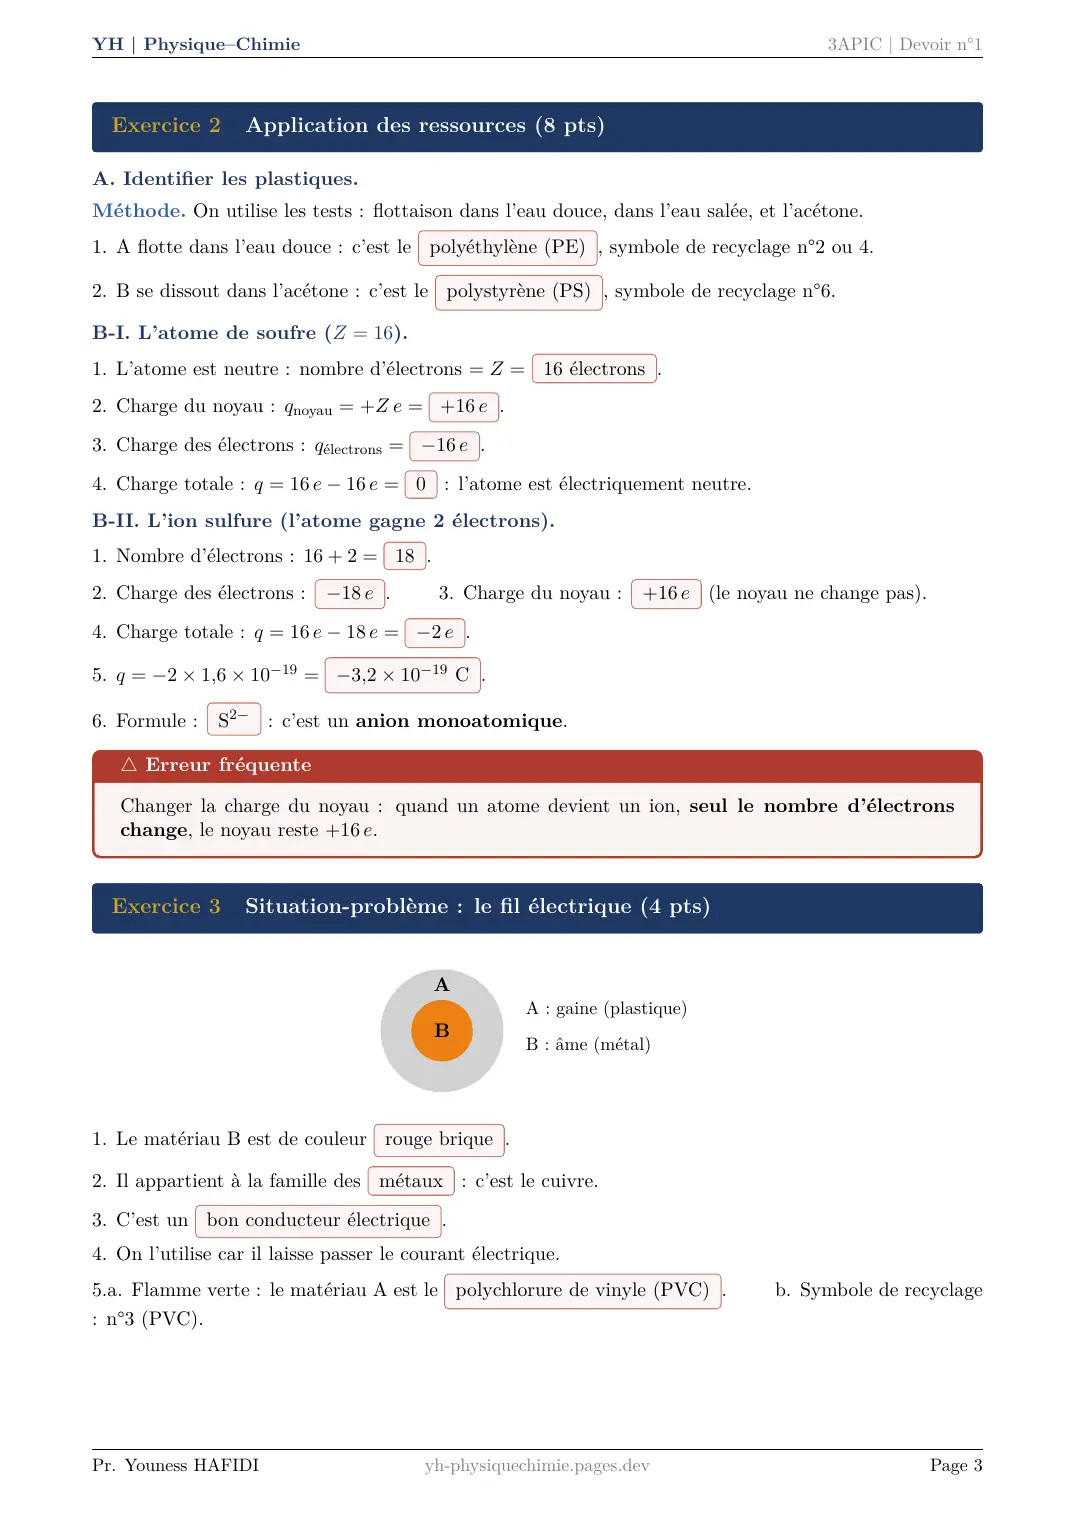 YH | Physique–Chimie
3APIC | Devoir n°1
Exercice 2 Application des ressources (8 pts)
A. Identifier les plastiques.
Méthode. On utilise les tests : flottaison dans l'eau douce, dans l'eau salée, et l'acétone.
1. A flotte dans l'eau douce : c'est le polyéthylène (PE) , symbole de recyclage n°2 ou 4.
2. B se dissout dans l'acétone : c'est le polystyrène (PS) , symbole de recyclage n°6.
B-I. L'atome de soufre (Z = 16).
1. L'atome est neutre : nombre d'électrons = Z = 16 électrons .
2. Charge du noyau : q_noyau = +Z e = +16 e .
3. Charge des électrons : q_électrons = −16 e .
4. Charge totale : q = 16 e − 16 e = 0 : l'atome est électriquement neutre.
B-II. L'ion sulfure (l'atome gagne 2 électrons).
1. Nombre d'électrons : 16 + 2 = 18 .
2. Charge des électrons : −18 e . 3. Charge du noyau : +16 e (le noyau ne change pas).
4. Charge totale : q = 16 e − 18 e = −2 e .
5. q = −2 × 1,6 × 10⁻¹⁹ = −3,2 × 10⁻¹⁹ C .
6. Formule : S²⁻ : c'est un anion monoatomique.
△ Erreur fréquente
Changer la charge du noyau : quand un atome devient un ion, seul le nombre d'électrons
change, le noyau reste +16 e.
Exercice 3 Situation-problème : le fil électrique (4 pts)
A
B
A : gaine (plastique)
B : âme (métal)
1. Le matériau B est de couleur rouge brique .
2. Il appartient à la famille des métaux : c'est le cuivre.
3. C'est un bon conducteur électrique .
4. On l'utilise car il laisse passer le courant électrique.
5.a. Flamme verte : le matériau A est le polychlorure de vinyle (PVC) . b. Symbole de recyclage
: n°3 (PVC).
Pr. Youness HAFIDI
yh-physiquechimie.pages.dev
Page 3